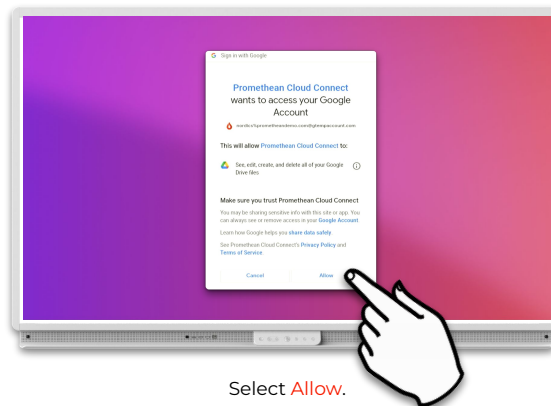 G Sign in with Google
Promethean Cloud Connect
wants to access your Google
Account
This will allow Promethean Cloud Connect to:
See, edit, create, and delete all of your Google
Drive files.
Make sure you trust Promethean Cloud Connect
You may be sharing sensitive info with this site or app. You
can always see or remove access in your Google Account.
Learn how Google helps you share data safely.
See Promethean Cloud Connect's Privacy Policy and
Terms of Service.
Cancel Allow
Select Allow.